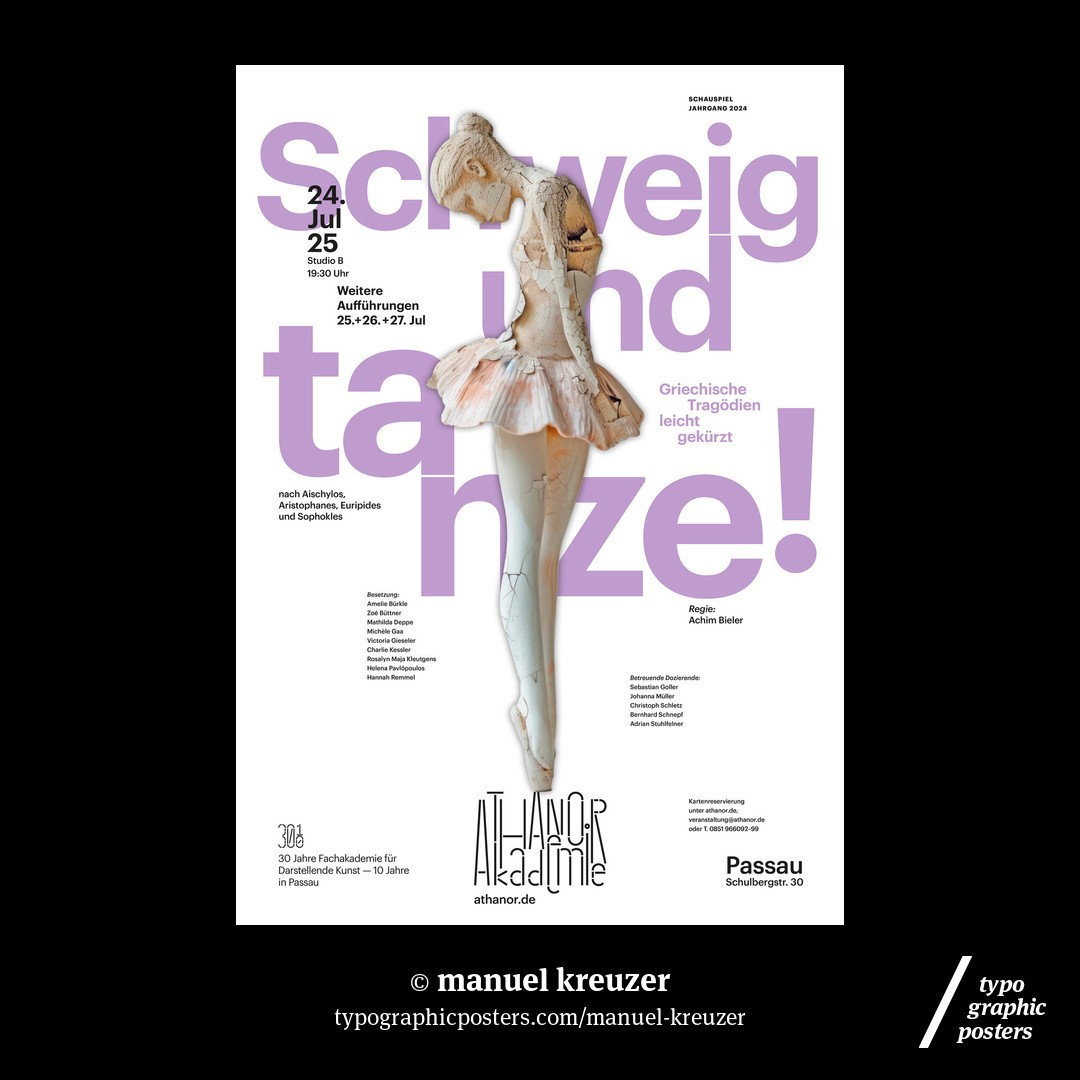 SCHAUSPIEL
JAHRGANG 2024
Schweig
und
tanze!
24.
Jul
25
Studio B
19:30 Uhr
Weitere
Aufführungen
25.+26.+27. Jul
Griechische
Tragödien
leicht
gekürzt
nach Aischylos,
Aristophanes, Euripides
und Sophokles
Besetzung:
Amelie Bürkle
Zoé Büttner
Mathilda Deppe
Michèle Gaa
Victoria Gieseler
Charlie Kessler
Rosalyn Maja Kleutgens
Helena Pavlópoulos
Hannah Remmel
Regie:
Achim Bieler
Betreuende Dozierende:
Sebastian Goller
Johanna Müller
Christoph Schletz
Bernhard Schnepf
Adrian Stuhlfelner
30 Jahre Fachakademie für
Darstellende Kunst — 10 Jahre
in Passau
ATHANOR
Akademie
athanor.de
Kartenreservierung
unter athanor.de,
veranstaltung@athanor.de
oder T. 0851 966092-99
Passau
Schulbergstr. 30
© manuel kreuzer
typographicposters.com/manuel-kreuzer
typo
graphic
posters